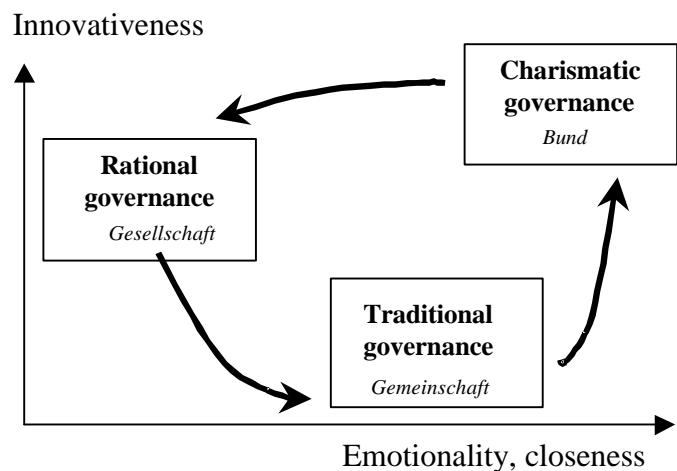 Innovativeness
Charismatic
governance
Bund
Rational
governance
Gesellschaft
Traditional
governance
Gemeinschaft
Emotionality, closeness